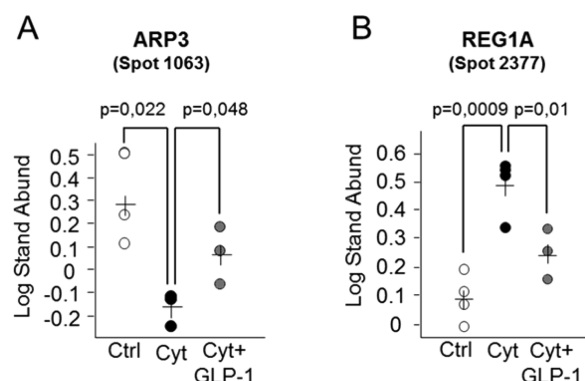 A
ARP3
(Spot 1063)
p=0,022
p=0,048
Log Stand Abund
0.5
0.4
0.3
0.2
0.1
0
-0.1
-0.2
Ctrl
Cyt
Cyt+
GLP-1
B
REG1A
(Spot 2377)
p=0,0009
p=0,01
Log Stand Abund
0.6
0.5
0.4
0.3
0.2
0.1
0
Ctrl
Cyt
Cyt+
GLP-1